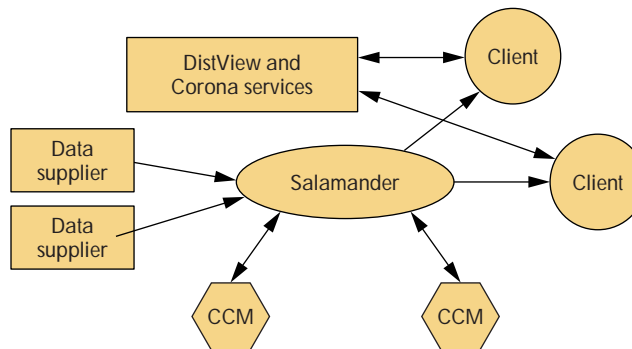 DistView and
Corona services
Client
Data
supplier
Salamander
Client
Data
supplier
CCM
CCM